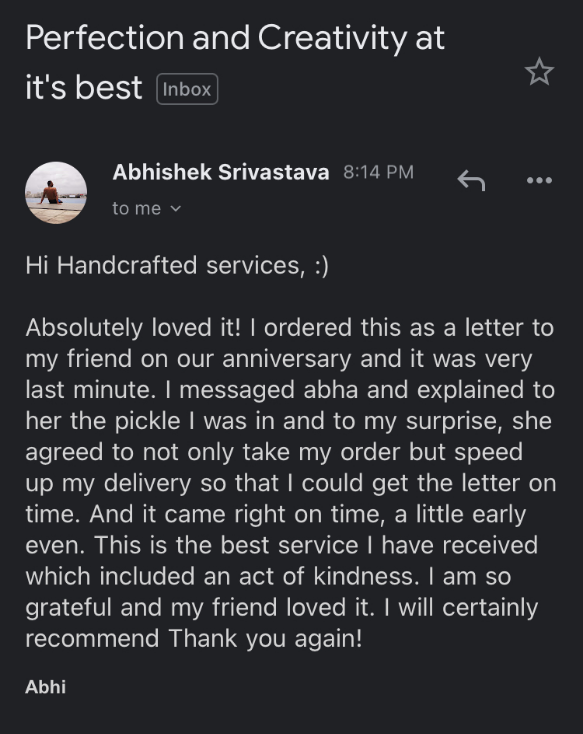 Perfection and Creativity at
it's best Inbox
Abhishek Srivastava 8:14 PM
to me
Hi Handcrafted services, :)
Absolutely loved it! I ordered this as a letter to
my friend on our anniversary and it was very
last minute. I messaged abha and explained to
her the pickle I was in and to my surprise, she
agreed to not only take my order but speed
up my delivery so that I could get the letter on
time. And it came right on time, a little early
even. This is the best service I have received
which included an act of kindness. I am so
grateful and my friend loved it. I will certainly
recommend Thank you again!
Abhi